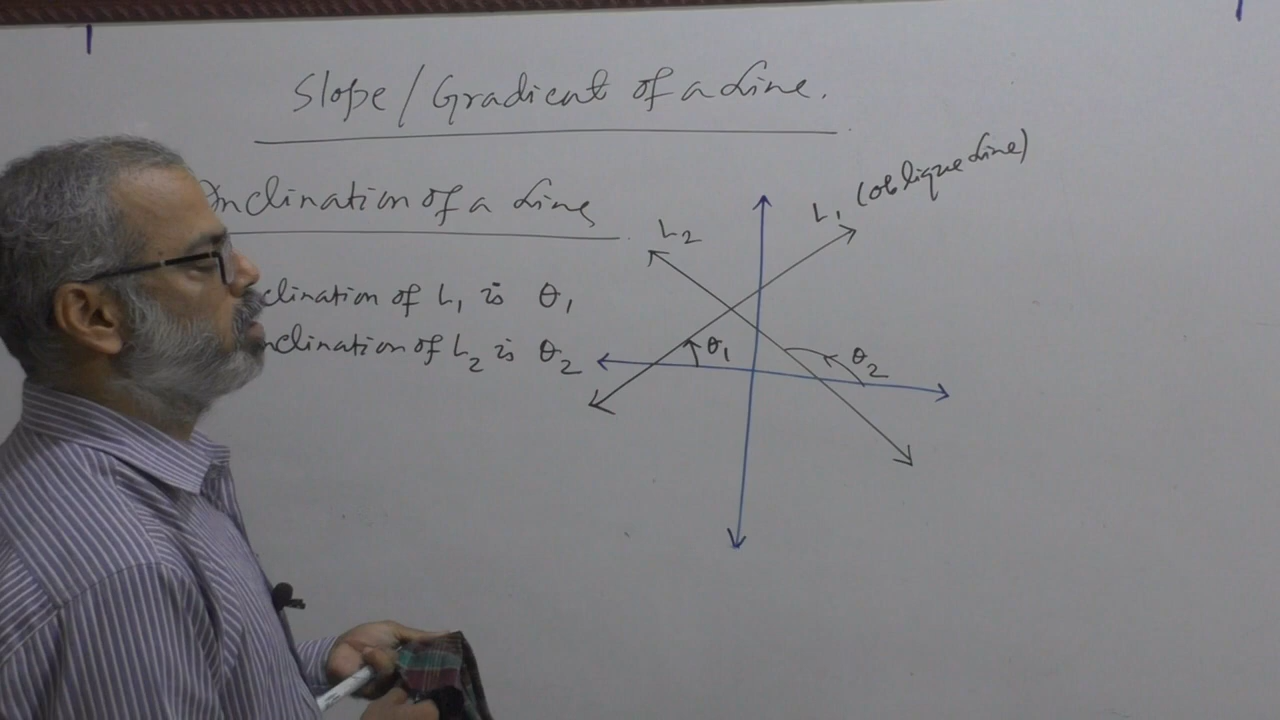 Slope/Gradient of a Line.
Inclination of a Line
clination of L₁ is θ₁
nclination of L₂ is θ₂
L₂
L₁ (oblique Line)
θ₁
θ₂